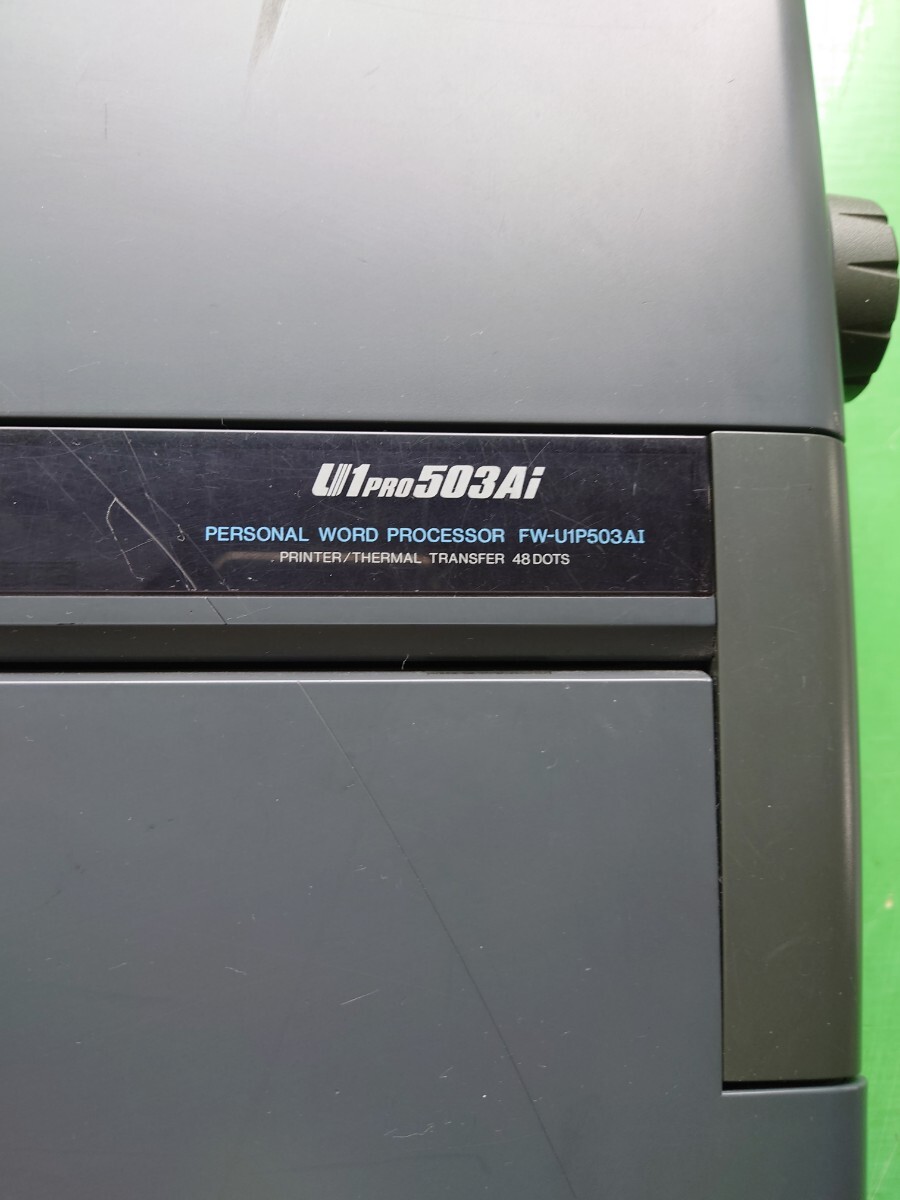 U1PRO503Ai
PERSONAL WORD PROCESSOR FW-U1P503AI
PRINTER/THERMAL TRANSFER 48DOTS